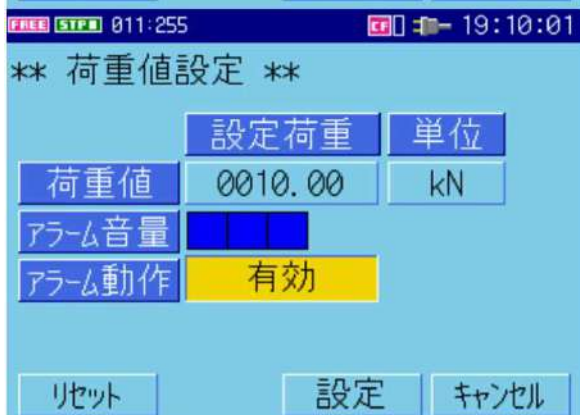 FREE STP 011:255 CF 19:10:01
** 荷重値設定 **
設定荷重 単位
荷重値 0010.00 kN
アラーム音量
アラーム動作 有効
リセット 設定 キャンセル